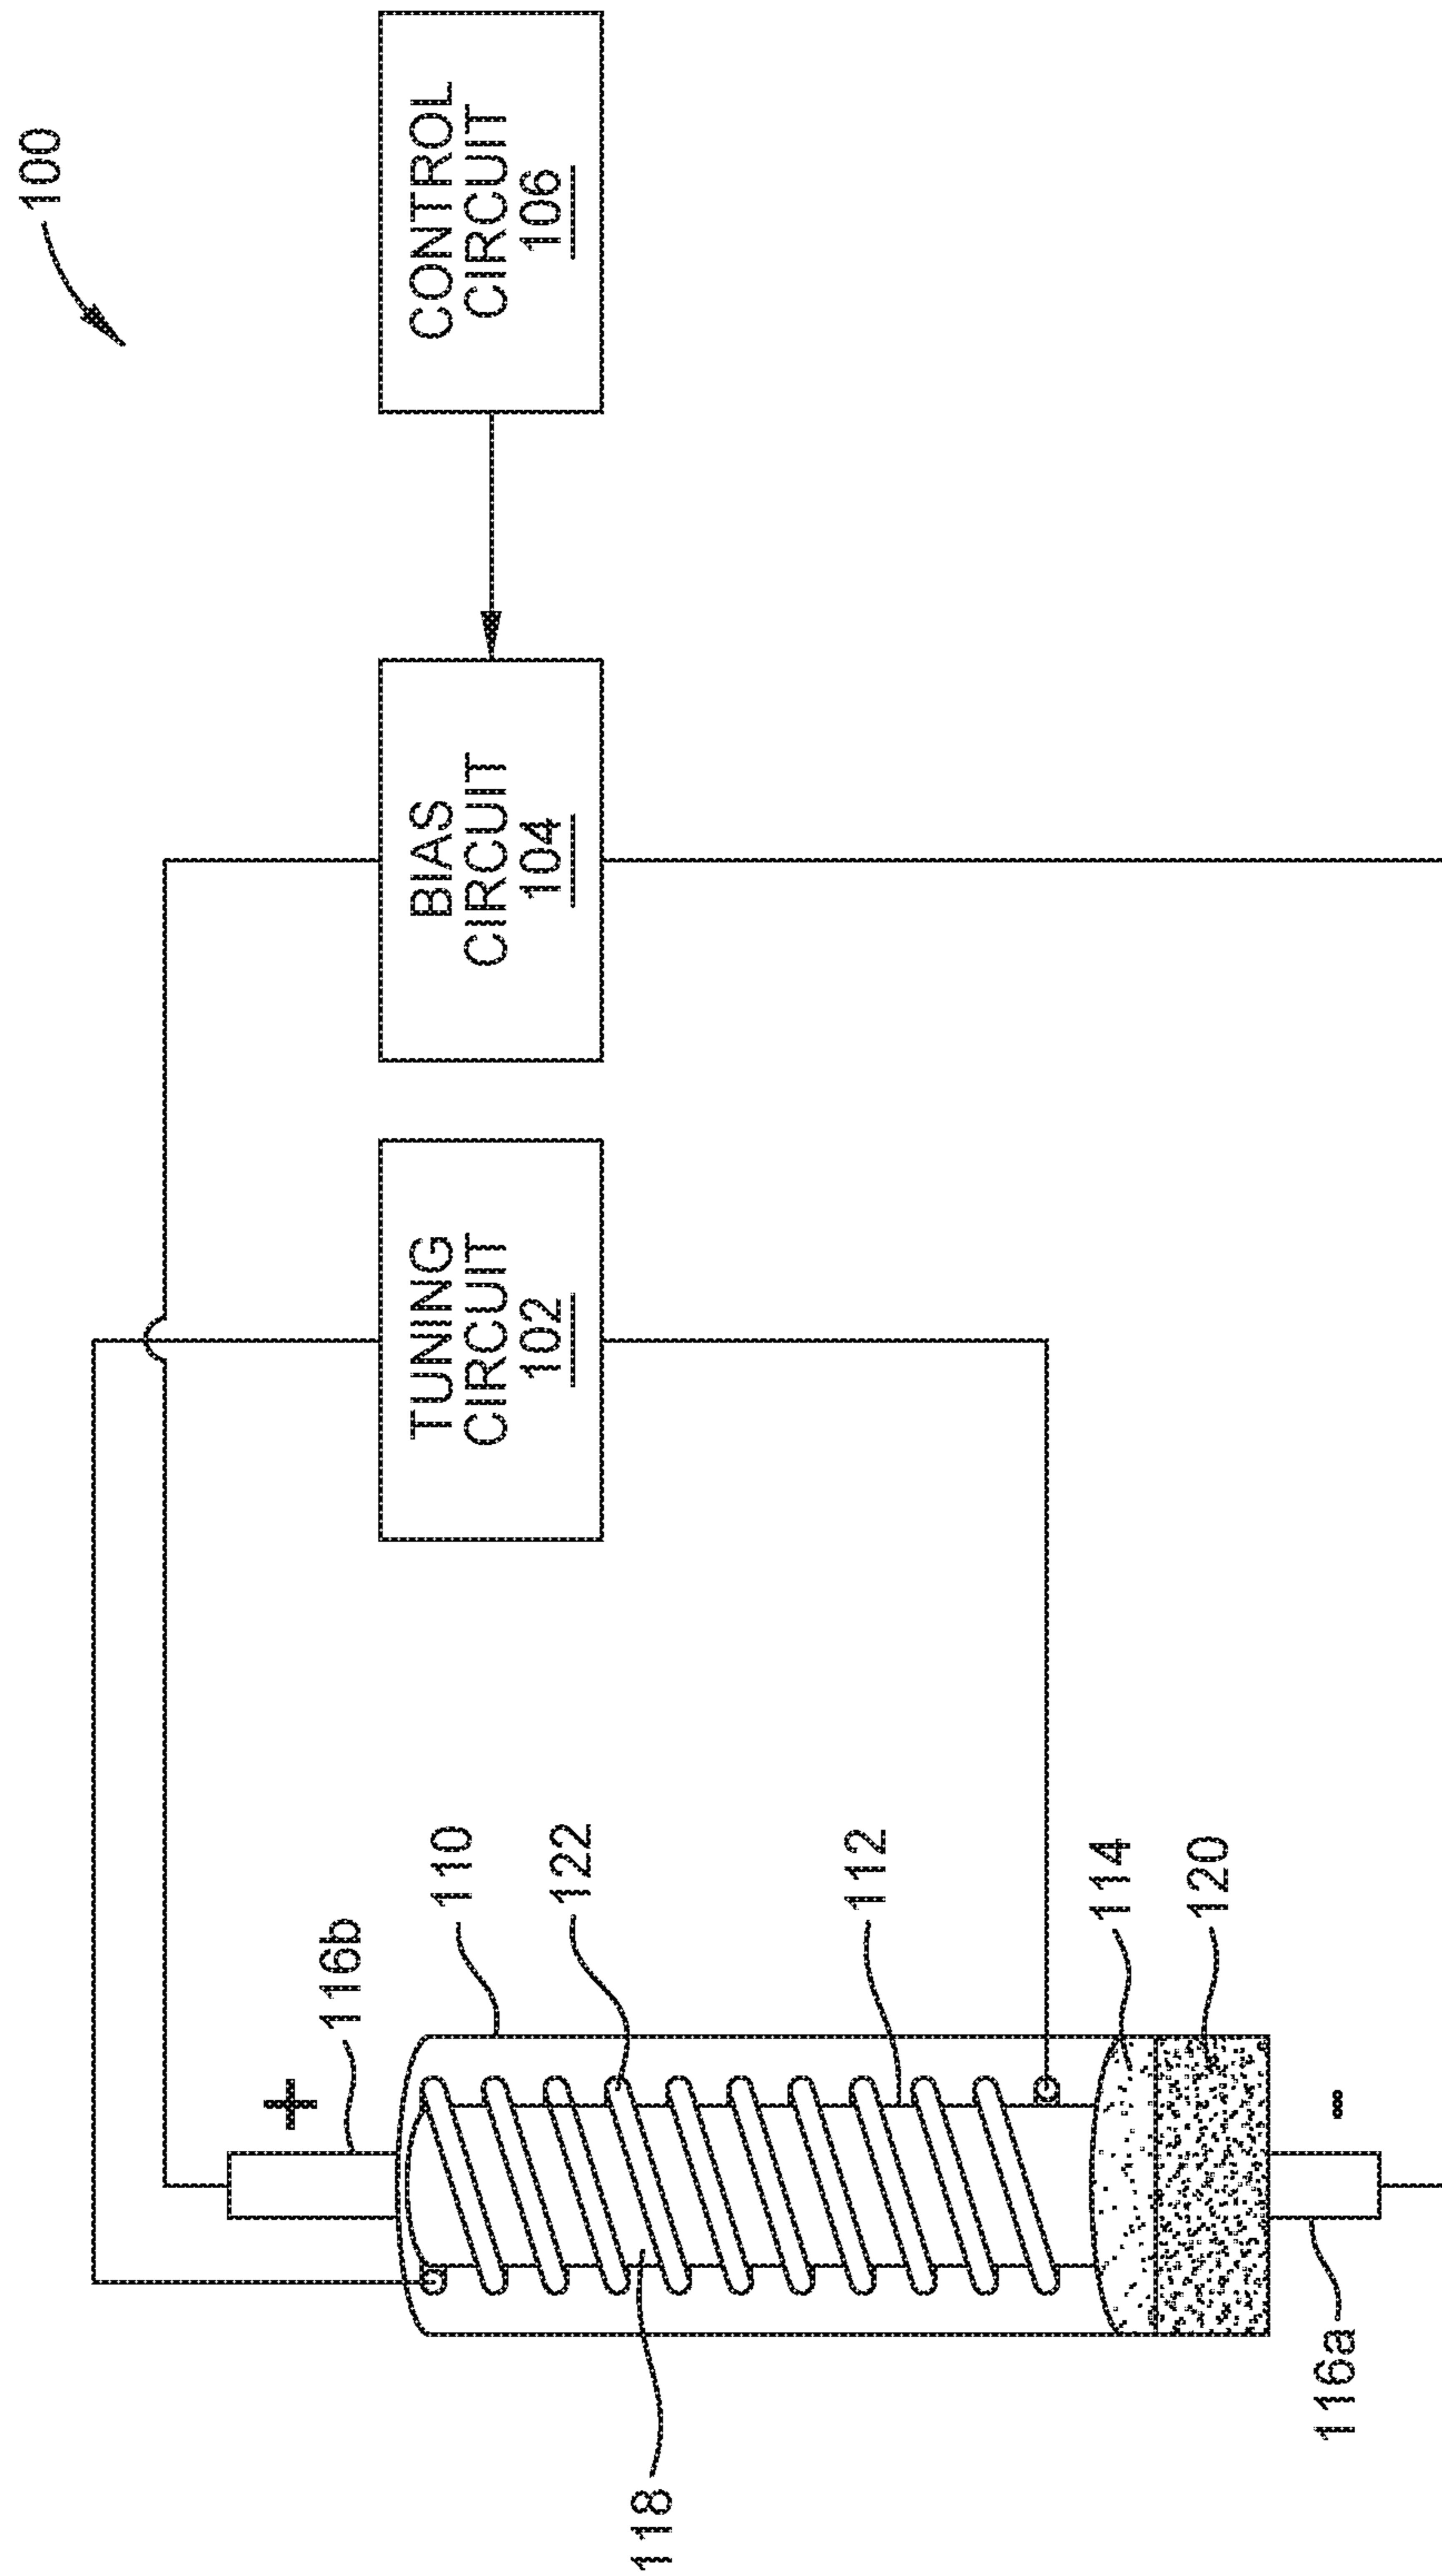 100
+
116b
110
TUNING
CIRCUIT
102
BIAS
CIRCUIT
104
CONTROL
CIRCUIT
106
122
118
112
114
120
116a
-